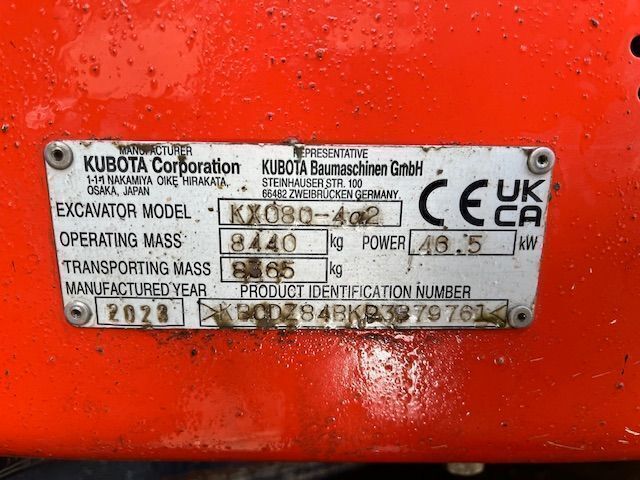 MANUFACTURER
KUBOTA Corporation
1-11 NAKAMIYA OIKE HIRAKATA,
OSAKA, JAPAN
REPRESENTATIVE
KUBOTA Baumaschinen GmbH
STEINHAUSER STR. 100
66482 ZWEIBRÜCKEN GERMANY.
CE UK CA
EXCAVATOR MODEL KX080-4α2
OPERATING MASS 8440 kg POWER 46.5 kW
TRANSPORTING MASS 8365 kg
MANUFACTURED YEAR PRODUCT IDENTIFICATION NUMBER
2023